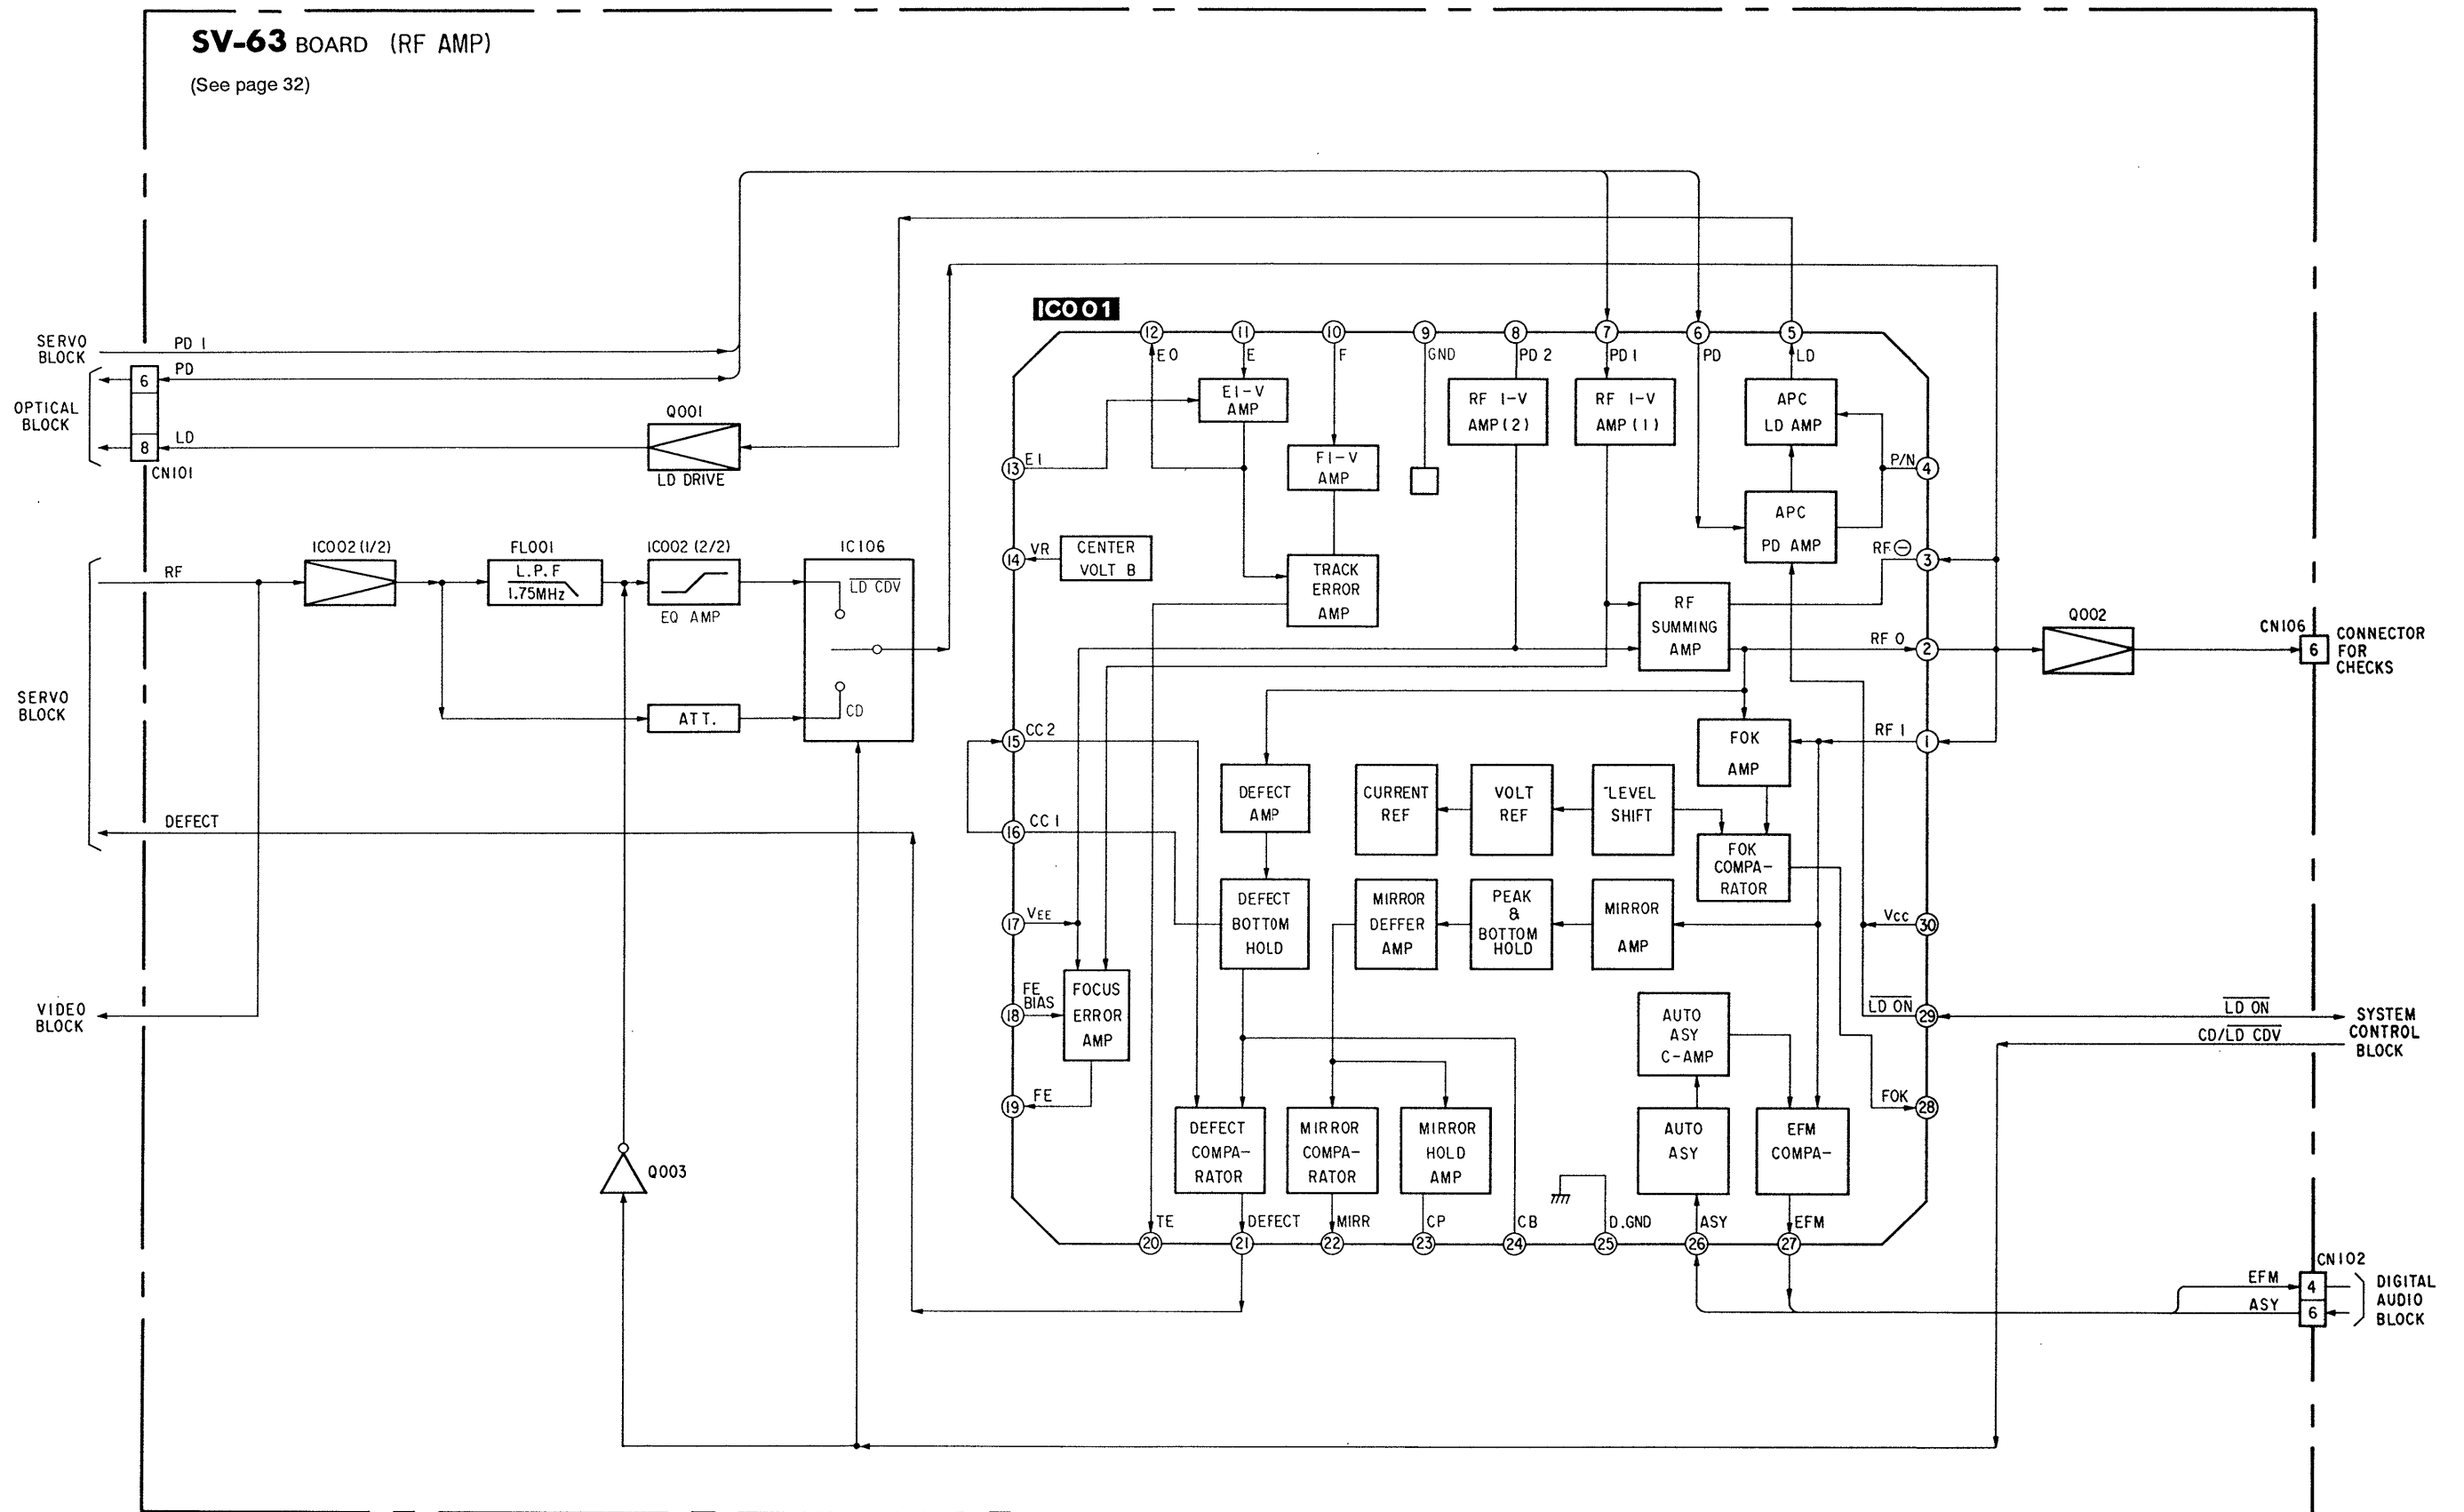 SV-63 BOARD (RF AMP)
(See page 32)
IC001
SERVO
BLOCK
PD 1
PD
6
OPTICAL
BLOCK
LD
8
CN101
Q001
LD DRIVE
12
11
10
9
8
7
6
5
EO
E
F
GND
PD 2
PD 1
PD
LD
E I-V
AMP
F I-V
AMP
RF I-V
AMP (2)
RF I-V
AMP (1)
APC
LD AMP
APC
PD AMP
P/N
4
13
E1
14
VR
CENTER
VOLT B
TRACK
ERROR
AMP
RF
SUMMING
AMP
RF ⊖
3
RF O
2
Q002
CN106
6
CONNECTOR
FOR
CHECKS
RF
IC002 (1/2)
FL001
L.P.F
1.75MHz
IC002 (2/2)
EQ AMP
IC106
LD CDV
CD
ATT.
SERVO
BLOCK
DEFECT
VIDEO
BLOCK
15
CC 2
16
CC 1
17
VEE
18
FE
BIAS
19
FE
FOCUS
ERROR
AMP
FOK
AMP
RF 1
1
DEFECT
AMP
CURRENT
REF
VOLT
REF
LEVEL
SHIFT
FOK
COMPA-
RATOR
DEFECT
BOTTOM
HOLD
MIRROR
DEFFER
AMP
PEAK
&
BOTTOM
HOLD
MIRROR
AMP
Vcc
30
LD ON
29
FOK
28
AUTO
ASY
C-AMP
DEFECT
COMPA-
RATOR
MIRROR
COMPA-
RATOR
MIRROR
HOLD
AMP
AUTO
ASY
EFM
COMPA-
TE
DEFECT
MIRR
CP
CB
D.GND
ASY
EFM
20
21
22
23
24
25
26
27
LD ON
CD/LD CDV
SYSTEM
CONTROL
BLOCK
Q003
CN102
EFM
4
ASY
6
DIGITAL
AUDIO
BLOCK